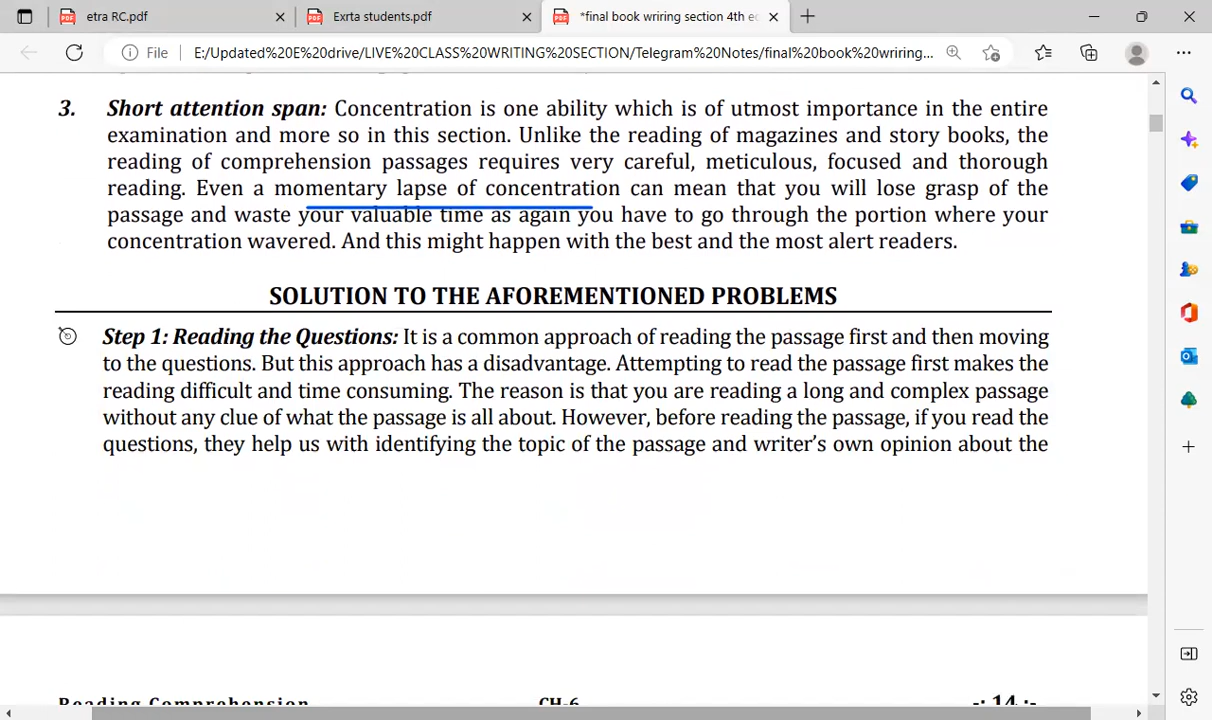 etra RC.pdf
Exrta students.pdf
*final book wriring section 4th ec
File
E:/Updated%20E%20drive/LIVE%20CLASS%20WRITING%20SECTION/Telegram%20Notes/final%20book%20wriring...
3. Short attention span: Concentration is one ability which is of utmost importance in the entire
examination and more so in this section. Unlike the reading of magazines and story books, the
reading of comprehension passages requires very careful, meticulous, focused and thorough
reading. Even a momentary lapse of concentration can mean that you will lose grasp of the
passage and waste your valuable time as again you have to go through the portion where your
concentration wavered. And this might happen with the best and the most alert readers.
SOLUTION TO THE AFOREMENTIONED PROBLEMS
Step 1: Reading the Questions: It is a common approach of reading the passage first and then moving
to the questions. But this approach has a disadvantage. Attempting to read the passage first makes the
reading difficult and time consuming. The reason is that you are reading a long and complex passage
without any clue of what the passage is all about. However, before reading the passage, if you read the
questions, they help us with identifying the topic of the passage and writer's own opinion about the
Reading Comprehension CH-6 -: 14 :-